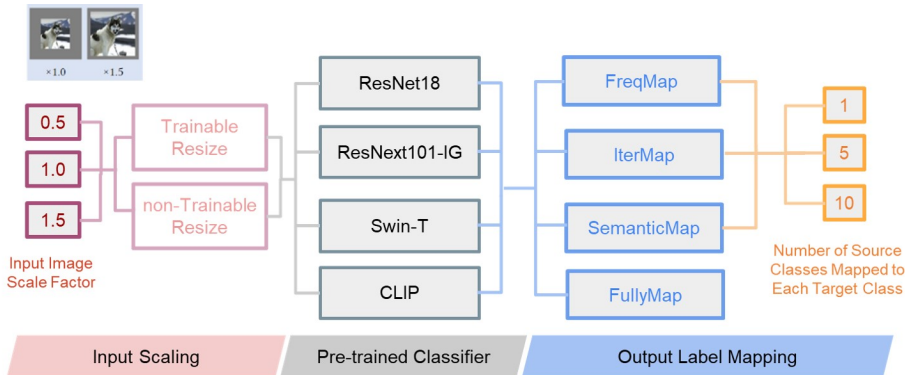 ×1.0
×1.5
0.5
1.0
1.5
Input Image
Scale Factor
Trainable
Resize
non-Trainable
Resize
ResNet18
ResNext101-IG
Swin-T
CLIP
FreqMap
IterMap
SemanticMap
FullyMap
1
5
10
Number of Source
Classes Mapped to
Each Target Class
Input Scaling
Pre-trained Classifier
Output Label Mapping